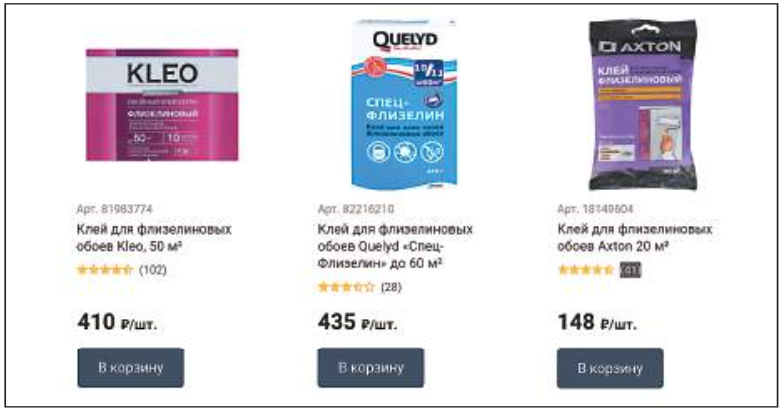 KLEO
ФЛИЗЕЛИНОВЫЙ
50
10
Арт. 81983774
Клей для флизелиновых
обоев Kleo, 50 м²
(102)
410 ₽/шт.
В корзину
QUELYD
СПЕЦ-
ФЛИЗЕЛИН
Арт. 82216210
Клей для флизелиновых
обоев Quelyd «Спец-
Флизелин» до 60 м²
(28)
435 ₽/шт.
В корзину
AXTON
КЛЕЙ
ФЛИЗЕЛИНОВЫЙ
Арт. 18149604
Клей для флизелиновых
обоев Axton 20 м²
(41)
148 ₽/шт.
В корзину